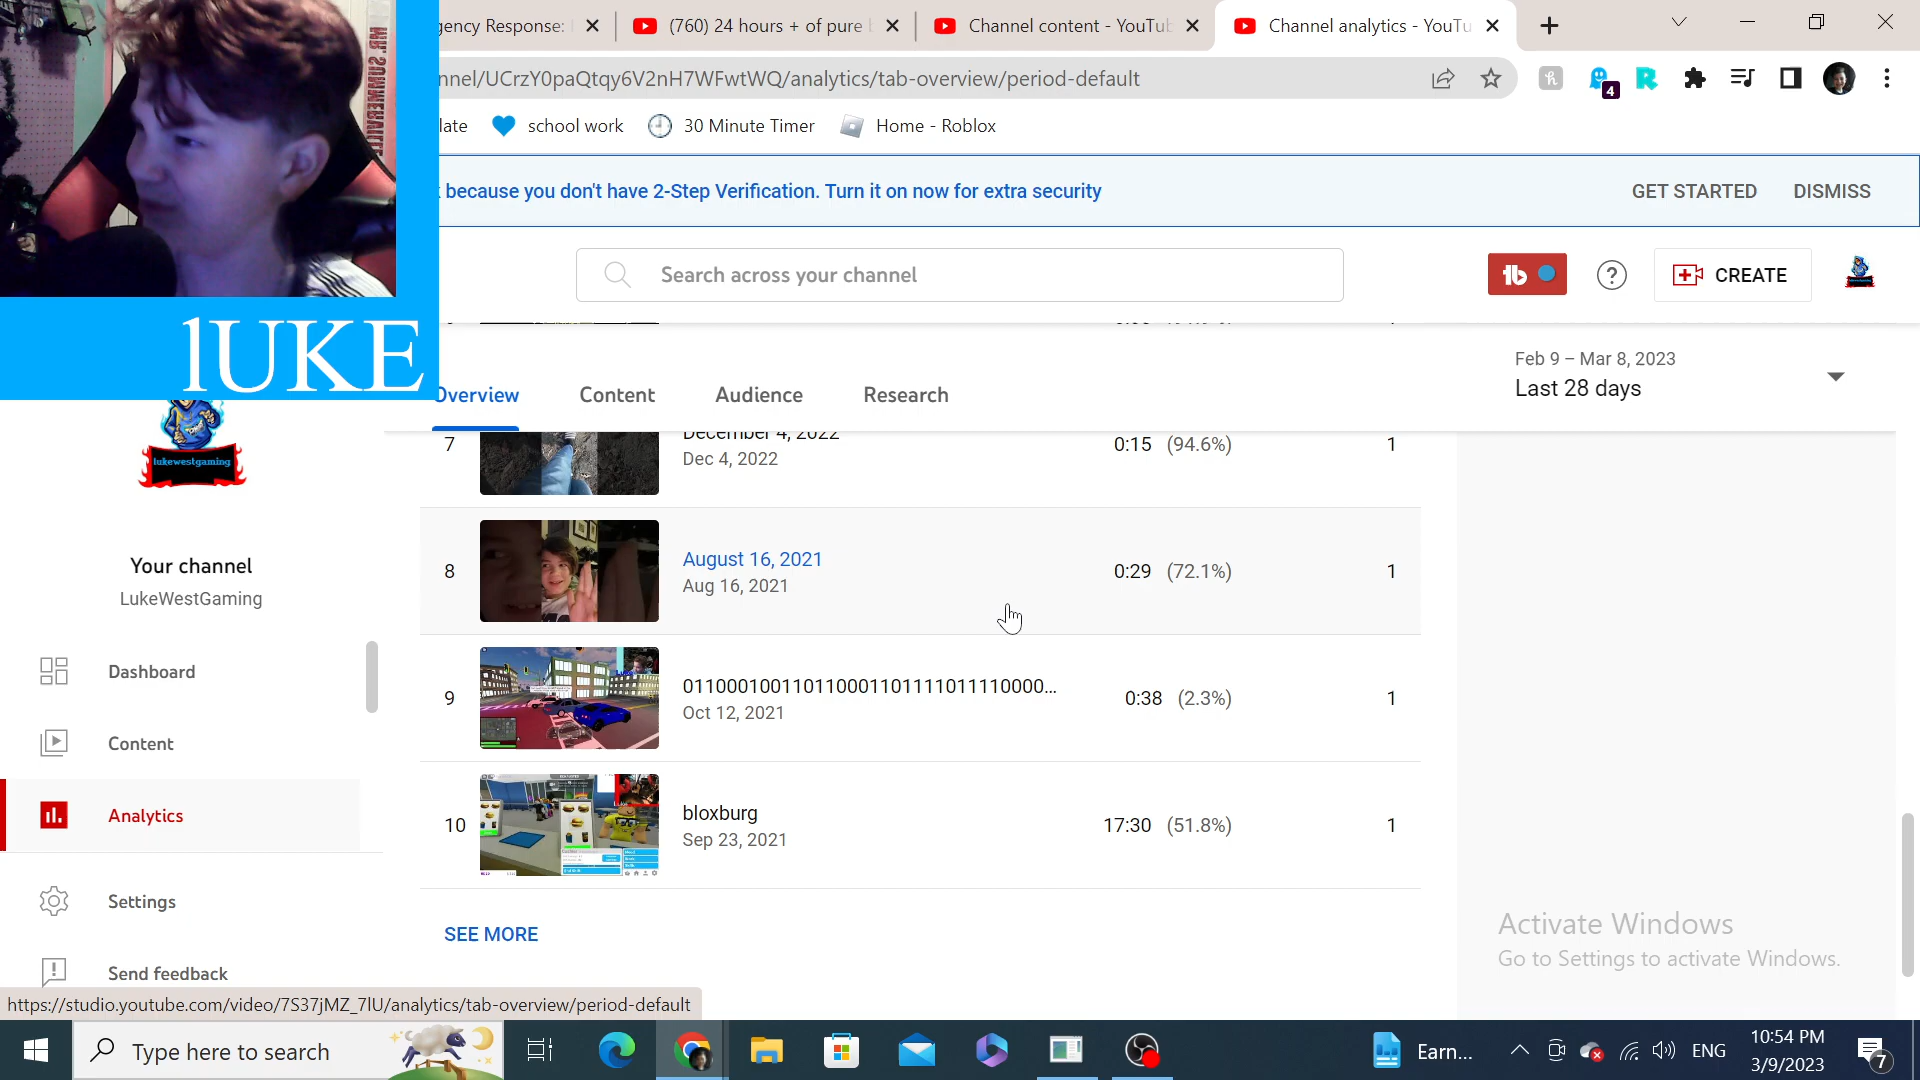 gency Response:
(760) 24 hours + of pure
Channel content - YouTub
Channel analytics - YouTu
nnel/UCrzY0paQtqy6V2nH7WFwtWQ/analytics/tab-overview/period-default
4
late
school work
30 Minute Timer
Home - Roblox
because you don't have 2-Step Verification. Turn it on now for extra security
GET STARTED
DISMISS
Search across your channel
tb
?
CREATE
lUKE
Overview
Content
Audience
Research
Feb 9 – Mar 8, 2023
Last 28 days
lukewestgaming
Your channel
LukeWestGaming
Dashboard
Content
Analytics
Settings
Send feedback
7
December 4, 2022
Dec 4, 2022
0:15 (94.6%)
1
8
August 16, 2021
Aug 16, 2021
0:29 (72.1%)
1
9
0110001001101100011011110111110000...
Oct 12, 2021
0:38 (2.3%)
1
10
bloxburg
Sep 23, 2021
17:30 (51.8%)
1
SEE MORE
Activate Windows
Go to Settings to activate Windows.
https://studio.youtube.com/video/7S37jMZ_7lU/analytics/tab-overview/period-default
Type here to search
Earn...
ENG
10:54 PM
3/9/2023
7